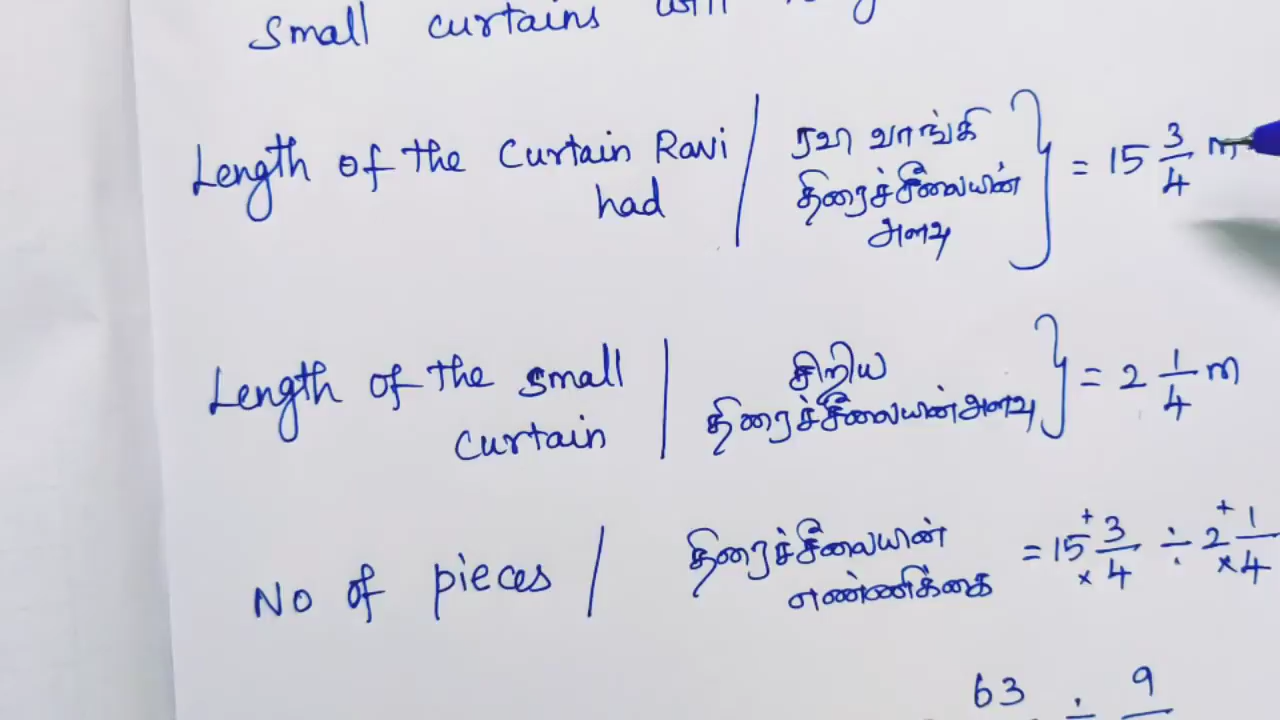 Small curtains
Length of the Curtain Ravi had / ரவி வாங்கி திரைச்சீலையின் அளவு } = 15 3/4 m
Length of the small curtain / சிறிய திரைச்சீலையின் அளவு } = 2 1/4 m
No of pieces / திரைச்சீலையின் எண்ணிக்கை = 15 + 3/× 4 ÷ 2 + 1/× 4
63 ÷ 9